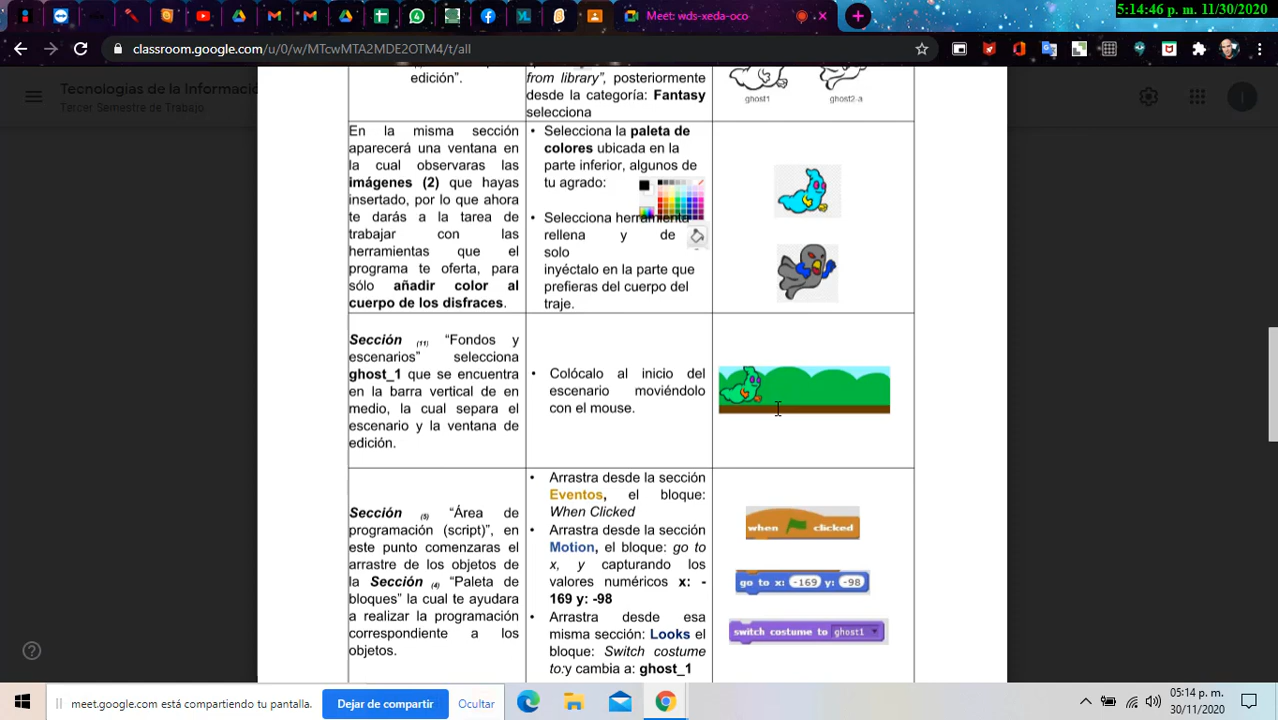 Meet: wds-xeda-oco
5:14:46 p. m. 11/30/2020
classroom.google.com/u/0/w/MTcwMTA2MDE2OTM4/t/all
Tecnologías de la Informació
Tercer Semestre de Trabajo
edición".
from library", posteriormente
desde la categoría: Fantasy
selecciona
ghost1
ghost2-a
En la misma sección
aparecerá una ventana en
la cual observaras las
imágenes (2) que hayas
insertado, por lo que ahora
te darás a la tarea de
trabajar con las
herramientas que el
programa te oferta, para
sólo añadir color al
cuerpo de los disfraces.
• Selecciona la paleta de
colores ubicada en la
parte inferior, algunos de
tu agrado:
• Selecciona herramienta
rellena y de
solo
inyéctalo en la parte que
prefieras del cuerpo del
traje.
Sección (11) "Fondos y
escenarios" selecciona
ghost_1 que se encuentra
en la barra vertical de en
medio, la cual separa el
escenario y la ventana de
edición.
• Colócalo al inicio del
escenario moviéndolo
con el mouse.
Sección (5) "Área de
programación (script)", en
este punto comenzaras el
arrastre de los objetos de
la Sección (4) "Paleta de
bloques" la cual te ayudara
a realizar la programación
correspondiente a los
objetos.
• Arrastra desde la sección
Eventos, el bloque:
When Clicked
• Arrastra desde la sección
Motion, el bloque: go to
x, y capturando los
valores numéricos x: -
169 y: -98
• Arrastra desde esa
misma sección: Looks el
bloque: Switch costume
to:y cambia a: ghost_1
when clicked
go to x: -169 y: -98
switch costume to ghost1
meet.google.com está compartiendo tu pantalla.
Dejar de compartir
Ocultar
05:14 p. m.
30/11/2020